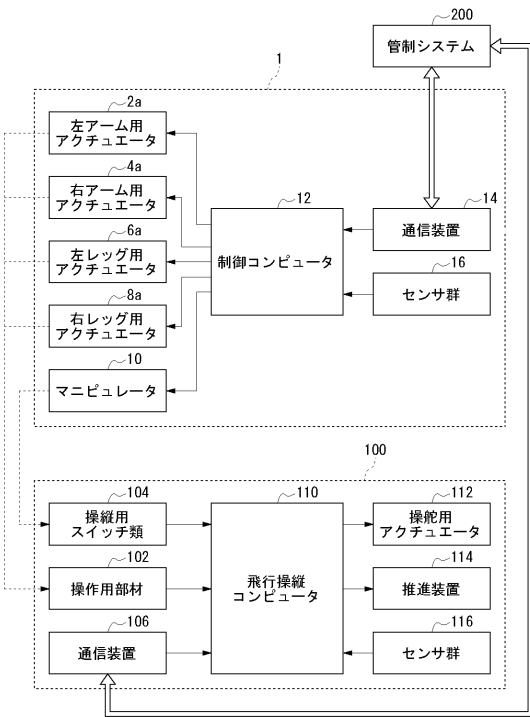 200
管制システム
1
2a
左アーム用
アクチュエータ
4a
右アーム用
アクチュエータ
12
制御コンピュータ
14
通信装置
6a
左レッグ用
アクチュエータ
16
センサ群
8a
右レッグ用
アクチュエータ
10
マニピュレータ
100
104
操縦用
スイッチ類
110
飛行操縦
コンピュータ
112
操舵用
アクチュエータ
102
操作用部材
114
推進装置
106
通信装置
116
センサ群